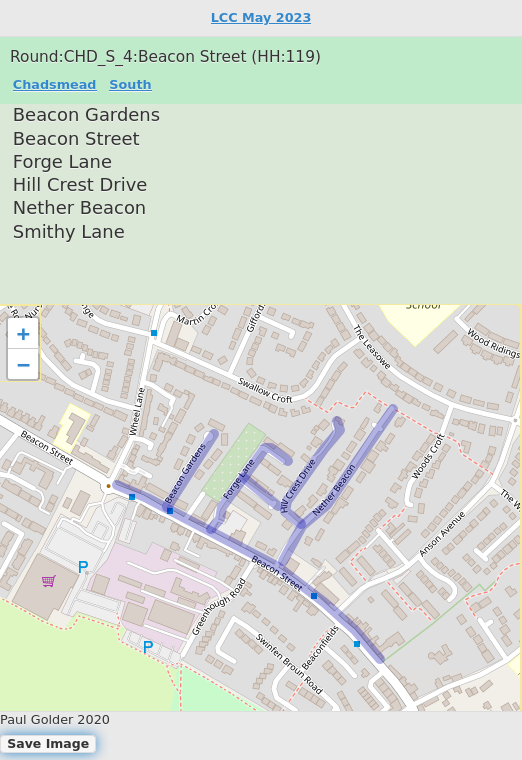 LCC May 2023
Round:CHD_S_4:Beacon Street (HH:119)
Chadsmead South
Beacon Gardens
Beacon Street
Forge Lane
Hill Crest Drive
Nether Beacon
Smithy Lane
+
−
School
Martin Cro
Gifford
The Leasowe
Wood Ridings
Swallow Croft
Wheel Lane
Beacon Street
Beacon Gardens
Forge Lane
Hill Crest Drive
Nether Beacon
Woods Croft
The W
Anson Avenue
P
Beacon Street
Greenhough Road
Beaconfields
P
Swinfen Broun Road
Paul Golder 2020
Save Image